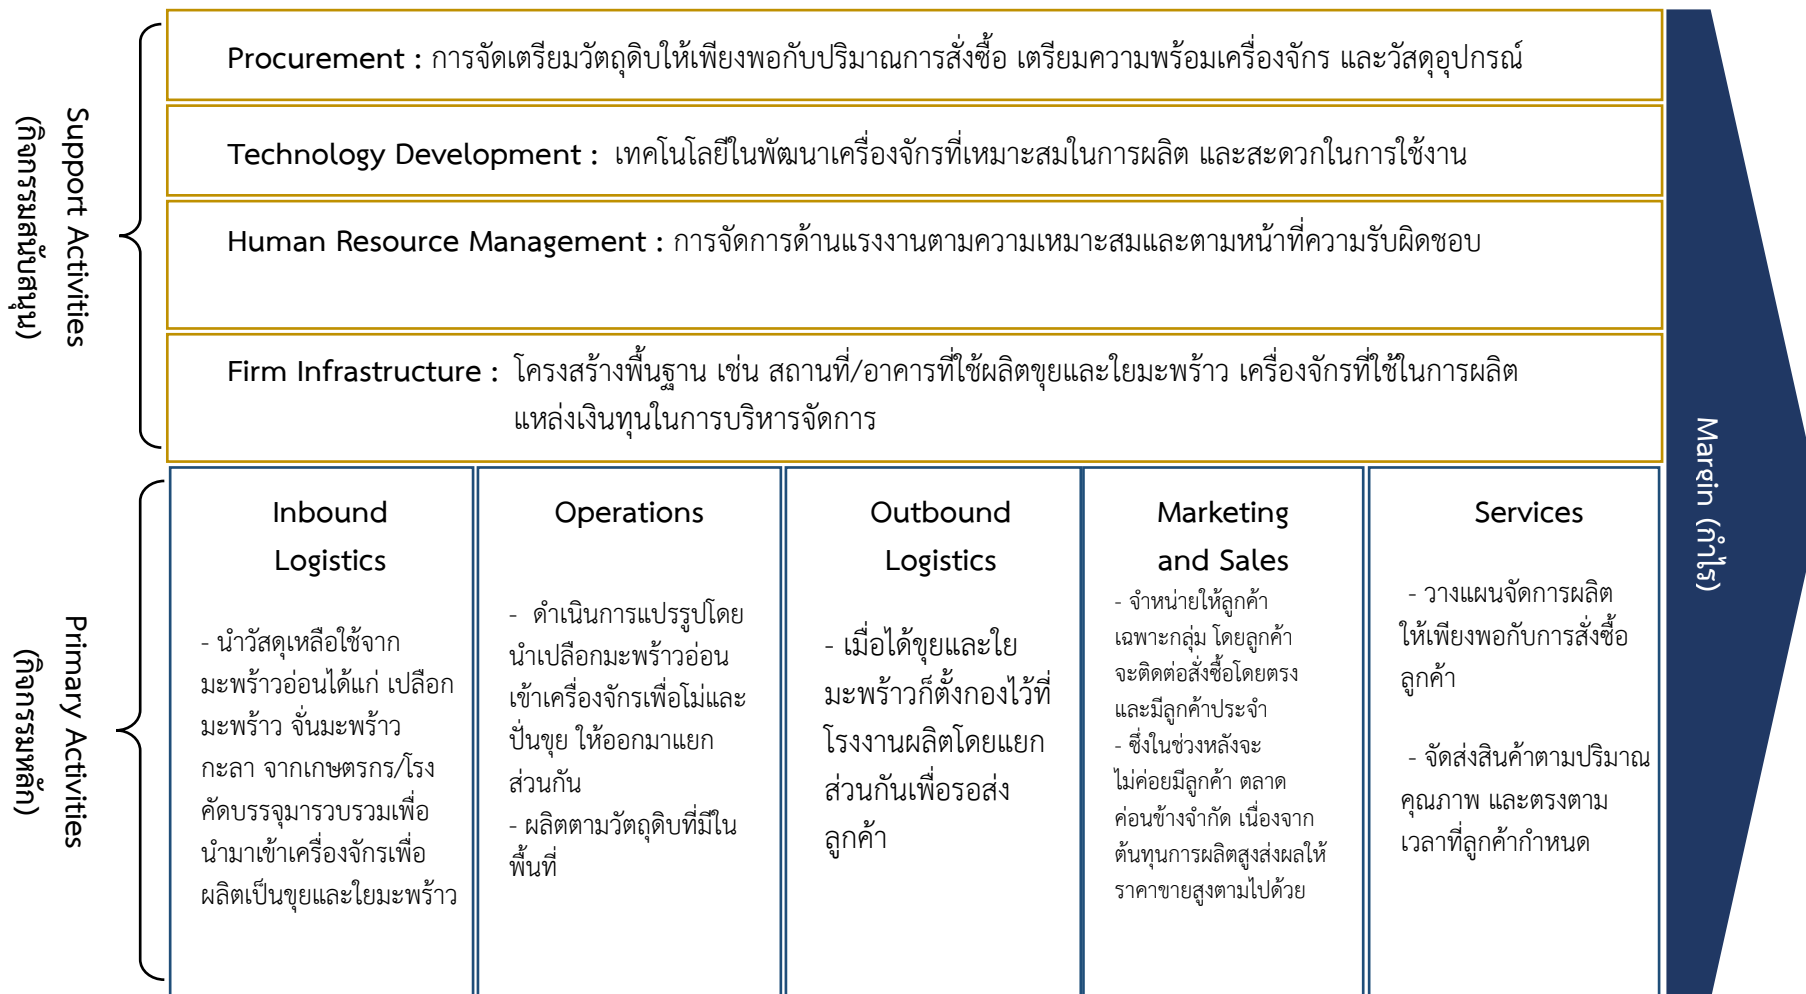 Support Activities
(กิจกรรมสนับสนุน)
Procurement : การจัดเตรียมวัตถุดิบให้เพียงพอกับปริมาณการสั่งซื้อ เตรียมความพร้อมเครื่องจักร และวัสดุอุปกรณ์
Technology Development : เทคโนโลยีในพัฒนาเครื่องจักรที่เหมาะสมในการผลิต และสะดวกในการใช้งาน
Human Resource Management : การจัดการด้านแรงงานตามความเหมาะสมและตามหน้าที่ความรับผิดชอบ
Firm Infrastructure : โครงสร้างพื้นฐาน เช่น สถานที่/อาคารที่ใช้ผลิตขุยและใยมะพร้าว เครื่องจักรที่ใช้ในการผลิต
แหล่งเงินทุนในการบริหารจัดการ
Primary Activities
(กิจกรรมหลัก)
Inbound
Logistics
- นำวัสดุเหลือใช้จาก
มะพร้าวอ่อนได้แก่ เปลือก
มะพร้าว จั่นมะพร้าว
กะลา จากเกษตรกร/โรง
คัดบรรจุมารวบรวมเพื่อ
นำมาเข้าเครื่องจักรเพื่อ
ผลิตเป็นขุยและใยมะพร้าว
Operations
- ดำเนินการแปรรูปโดย
นำเปลือกมะพร้าวอ่อน
เข้าเครื่องจักรเพื่อโม่และ
ปั่นขุย ให้ออกมาแยก
ส่วนกัน
- ผลิตตามวัตถุดิบที่มีใน
พื้นที่
Outbound
Logistics
- เมื่อได้ขุยและใย
มะพร้าวก็ตั้งกองไว้ที่
โรงงานผลิตโดยแยก
ส่วนกันเพื่อรอส่ง
ลูกค้า
Marketing
and Sales
- จำหน่ายให้ลูกค้า
เฉพาะกลุ่ม โดยลูกค้า
จะติดต่อสั่งซื้อโดยตรง
และมีลูกค้าประจำ
- ซึ่งในช่วงหลังจะ
ไม่ค่อยมีลูกค้า ตลาด
ค่อนข้างจำกัด เนื่องจาก
ต้นทุนการผลิตสูงส่งผลให้
ราคาขายสูงตามไปด้วย
Services
- วางแผนจัดการผลิต
ให้เพียงพอกับการสั่งซื้อ
ลูกค้า
- จัดส่งสินค้าตามปริมาณ
คุณภาพ และตรงตาม
เวลาที่ลูกค้ากำหนด
Margin (กำไร)